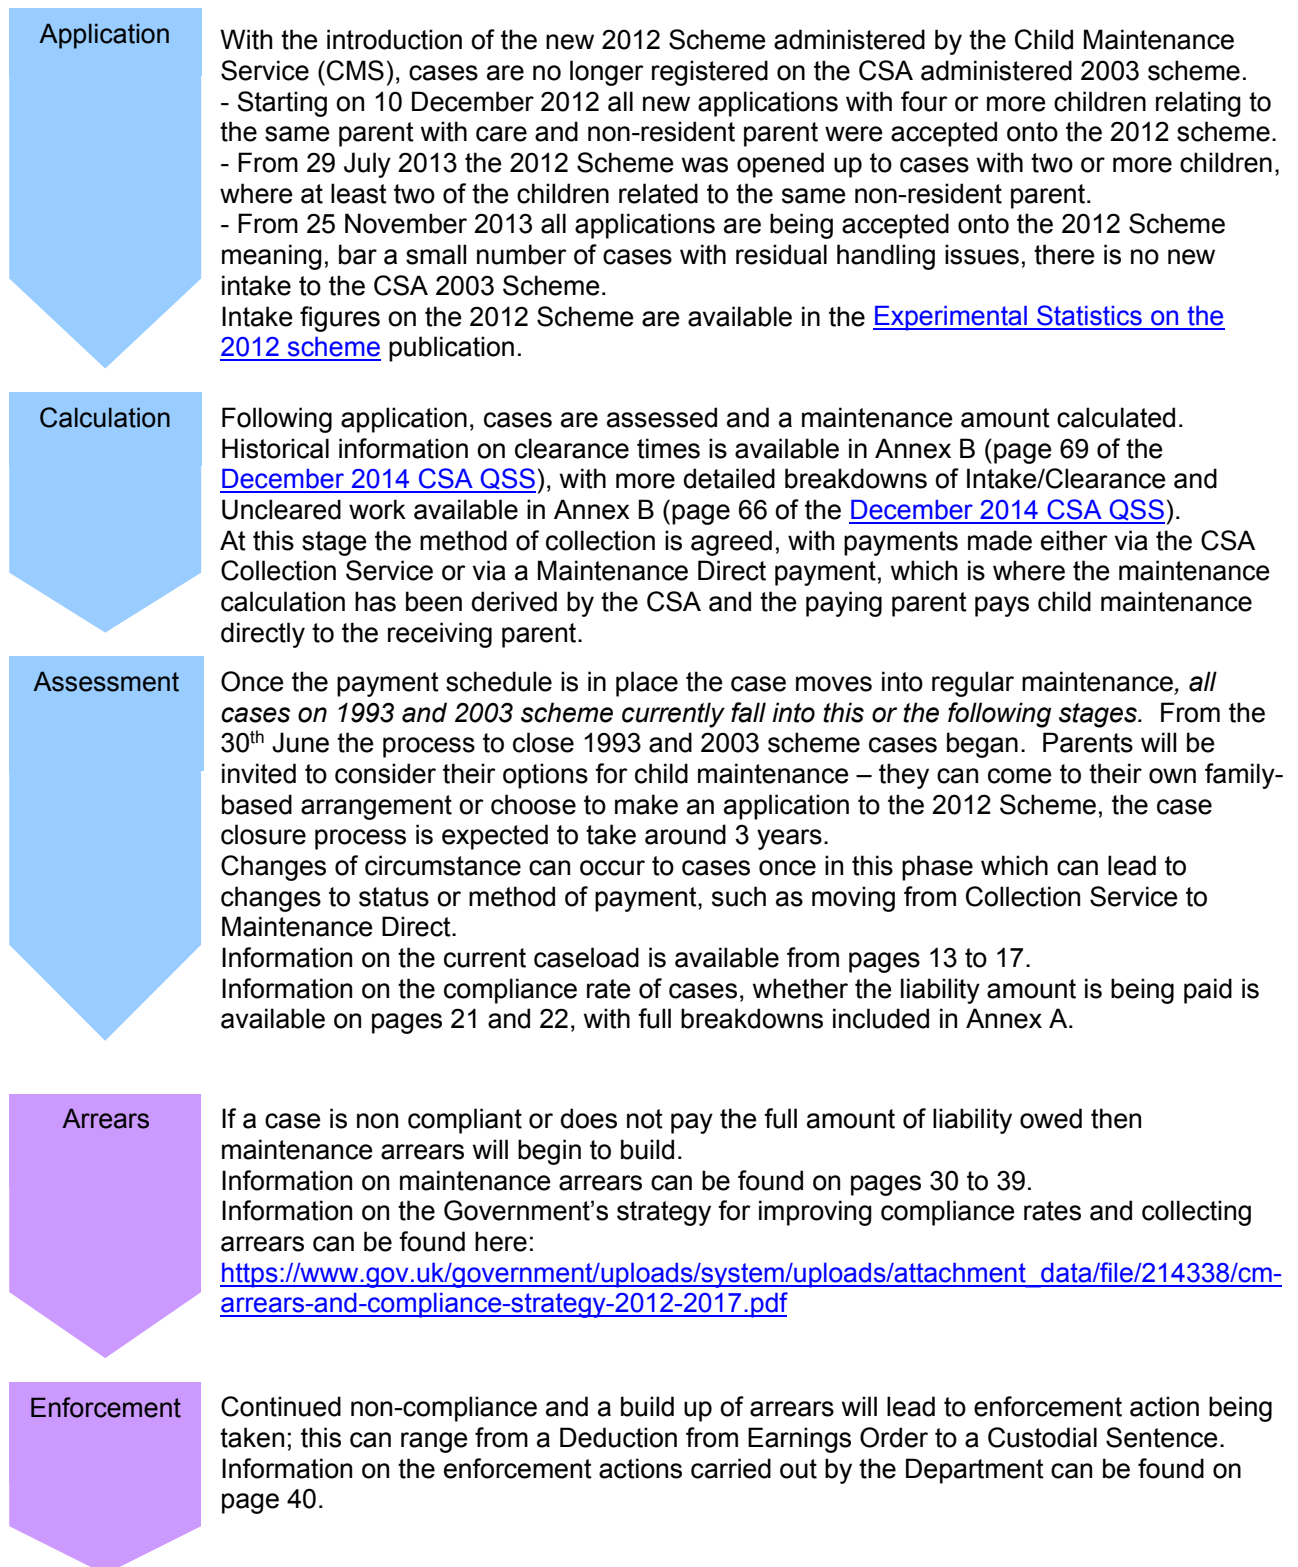 Application
With the introduction of the new 2012 Scheme administered by the Child Maintenance
Service (CMS), cases are no longer registered on the CSA administered 2003 scheme.
- Starting on 10 December 2012 all new applications with four or more children relating to
the same parent with care and non-resident parent were accepted onto the 2012 scheme.
- From 29 July 2013 the 2012 Scheme was opened up to cases with two or more children,
where at least two of the children related to the same non-resident parent.
- From 25 November 2013 all applications are being accepted onto the 2012 Scheme
meaning, bar a small number of cases with residual handling issues, there is no new
intake to the CSA 2003 Scheme.
Intake figures on the 2012 Scheme are available in the Experimental Statistics on the
2012 scheme publication.
Calculation
Following application, cases are assessed and a maintenance amount calculated.
Historical information on clearance times is available in Annex B (page 69 of the
December 2014 CSA QSS), with more detailed breakdowns of Intake/Clearance and
Uncleared work available in Annex B (page 66 of the December 2014 CSA QSS).
At this stage the method of collection is agreed, with payments made either via the CSA
Collection Service or via a Maintenance Direct payment, which is where the maintenance
calculation has been derived by the CSA and the paying parent pays child maintenance
directly to the receiving parent.
Assessment
Once the payment schedule is in place the case moves into regular maintenance, all
cases on 1993 and 2003 scheme currently fall into this or the following stages. From the
30th June the process to close 1993 and 2003 scheme cases began. Parents will be
invited to consider their options for child maintenance – they can come to their own family-
based arrangement or choose to make an application to the 2012 Scheme, the case
closure process is expected to take around 3 years.
Changes of circumstance can occur to cases once in this phase which can lead to
changes to status or method of payment, such as moving from Collection Service to
Maintenance Direct.
Information on the current caseload is available from pages 13 to 17.
Information on the compliance rate of cases, whether the liability amount is being paid is
available on pages 21 and 22, with full breakdowns included in Annex A.
Arrears
If a case is non compliant or does not pay the full amount of liability owed then
maintenance arrears will begin to build.
Information on maintenance arrears can be found on pages 30 to 39.
Information on the Government's strategy for improving compliance rates and collecting
arrears can be found here:
https://www.gov.uk/government/uploads/system/uploads/attachment_data/file/214338/cm-
arrears-and-compliance-strategy-2012-2017.pdf
Enforcement
Continued non-compliance and a build up of arrears will lead to enforcement action being
taken; this can range from a Deduction from Earnings Order to a Custodial Sentence.
Information on the enforcement actions carried out by the Department can be found on
page 40.